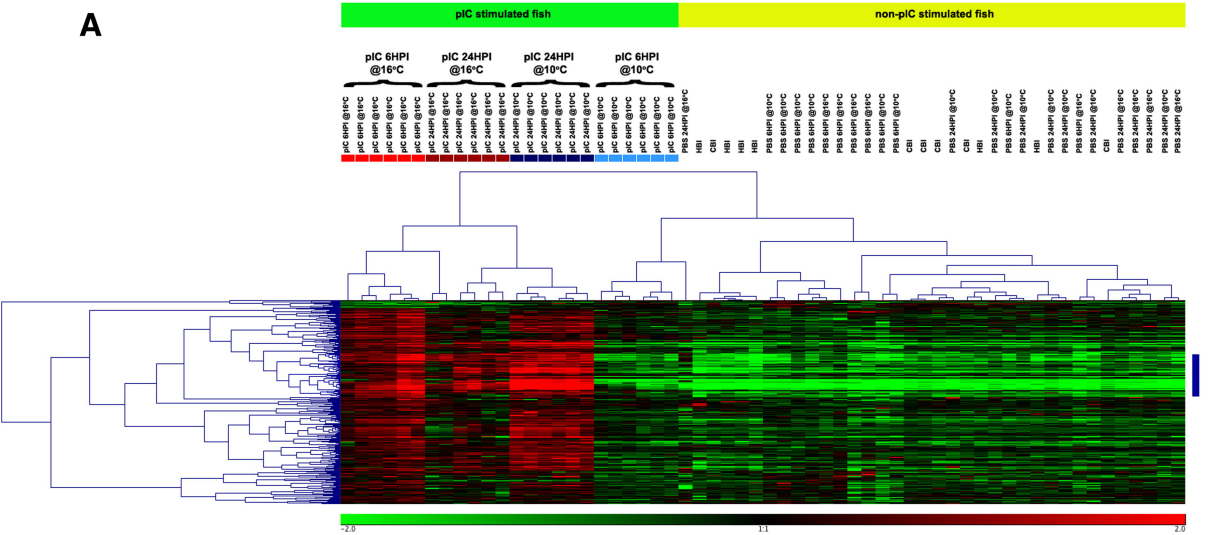 A
pIC stimulated fish
non-pIC stimulated fish
pIC 6HPI
@16°C
pIC 24HPI
@16°C
pIC 24HPI
@10°C
pIC 6HPI
@10°C
pIC 6HPI @16°C
pIC 6HPI @16°C
pIC 6HPI @16°C
pIC 6HPI @16°C
pIC 6HPI @16°C
pIC 6HPI @16°C
pIC 24HPI @16°C
pIC 24HPI @16°C
pIC 24HPI @16°C
pIC 24HPI @16°C
pIC 24HPI @16°C
pIC 24HPI @16°C
pIC 24HPI @10°C
pIC 24HPI @10°C
pIC 24HPI @10°C
pIC 24HPI @10°C
pIC 24HPI @10°C
pIC 24HPI @10°C
pIC 6HPI @10°C
pIC 6HPI @10°C
pIC 6HPI @10°C
pIC 6HPI @10°C
pIC 6HPI @10°C
pIC 6HPI @10°C
PBS 24HPI @16°C
HBI
CBI
HBI
HBI
HBI
PBS 6HPI @10°C
PBS 6HPI @10°C
PBS 6HPI @10°C
PBS 6HPI @16°C
PBS 6HPI @16°C
PBS 6HPI @16°C
PBS 6HPI @16°C
PBS 6HPI @10°C
PBS 6HPI @16°C
PBS 6HPI @10°C
CBI
CBI
CBI
PBS 24HPI @10°C
CBI
HBI
PBS 24HPI @10°C
PBS 6HPI @10°C
PBS 24HPI @10°C
HBI
PBS 24HPI @10°C
PBS 24HPI @10°C
PBS 6HPI @16°C
PBS 24HPI @16°C
CBI
PBS 24HPI @16°C
PBS 24HPI @16°C
PBS 24HPI @16°C
PBS 24HPI @10°C
PBS 24HPI @16°C
-2.0
1:1
2.0